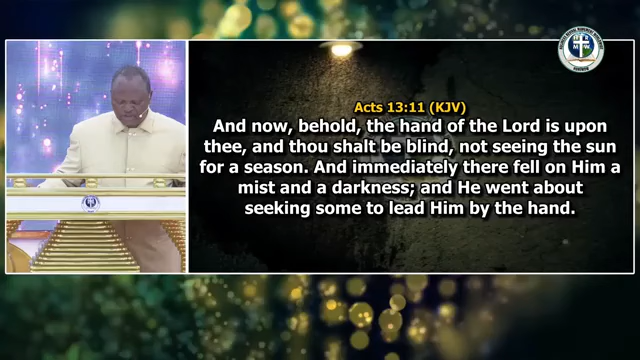 Acts 13:11 (KJV)
And now, behold, the hand of the Lord is upon
thee, and thou shalt be blind, not seeing the sun
for a season. And immediately there fell on Him a
mist and a darkness; and He went about
seeking some to lead Him by the hand.